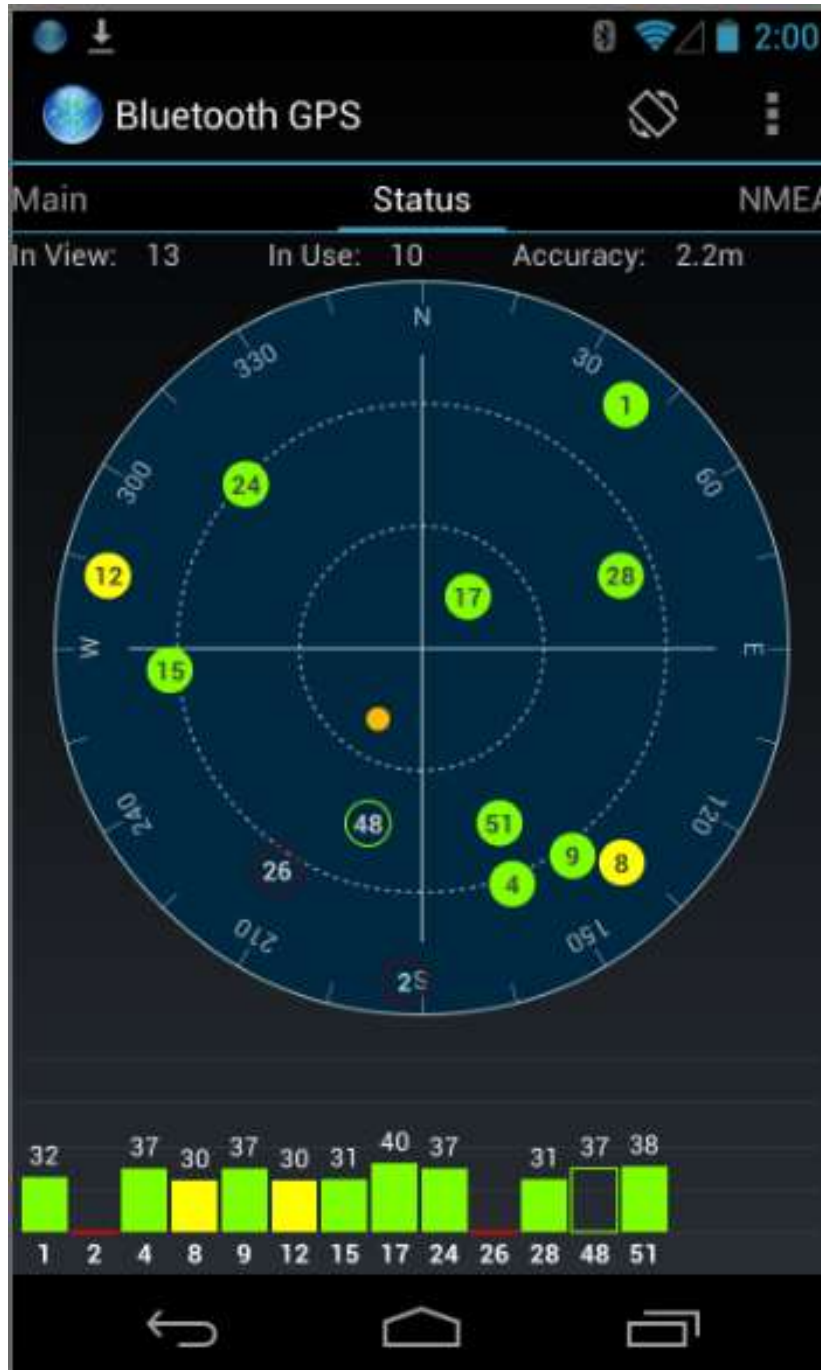 2:00
Bluetooth GPS
Main Status NMEA
In View: 13 In Use: 10 Accuracy: 2.2m
N
330 30
1
300 24 60
12 17 28
W E
15
48 51
240 120
26 4 9 8
210 150
2 S
32 37 30 37 30 31 40 37 31 37 38
1 2 4 8 9 12 15 17 24 26 28 48 51